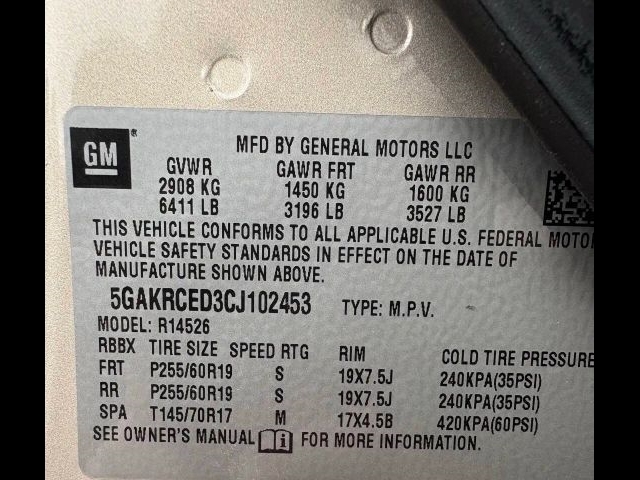 GM ®
MFD BY GENERAL MOTORS LLC
GVWR GAWR FRT GAWR RR
2908 KG 1450 KG 1600 KG
6411 LB 3196 LB 3527 LB
THIS VEHICLE CONFORMS TO ALL APPLICABLE U.S. FEDERAL MOTO
VEHICLE SAFETY STANDARDS IN EFFECT ON THE DATE OF
MANUFACTURE SHOWN ABOVE.
5GAKRCED3CJ102453 TYPE: M.P.V.
MODEL: R14526
RBBX TIRE SIZE SPEED RTG RIM COLD TIRE PRESSURE
FRT P255/60R19 S 19X7.5J 240KPA(35PSI)
RR P255/60R19 S 19X7.5J 240KPA(35PSI)
SPA T145/70R17 M 17X4.5B 420KPA(60PSI)
SEE OWNER'S MANUAL i FOR MORE INFORMATION.